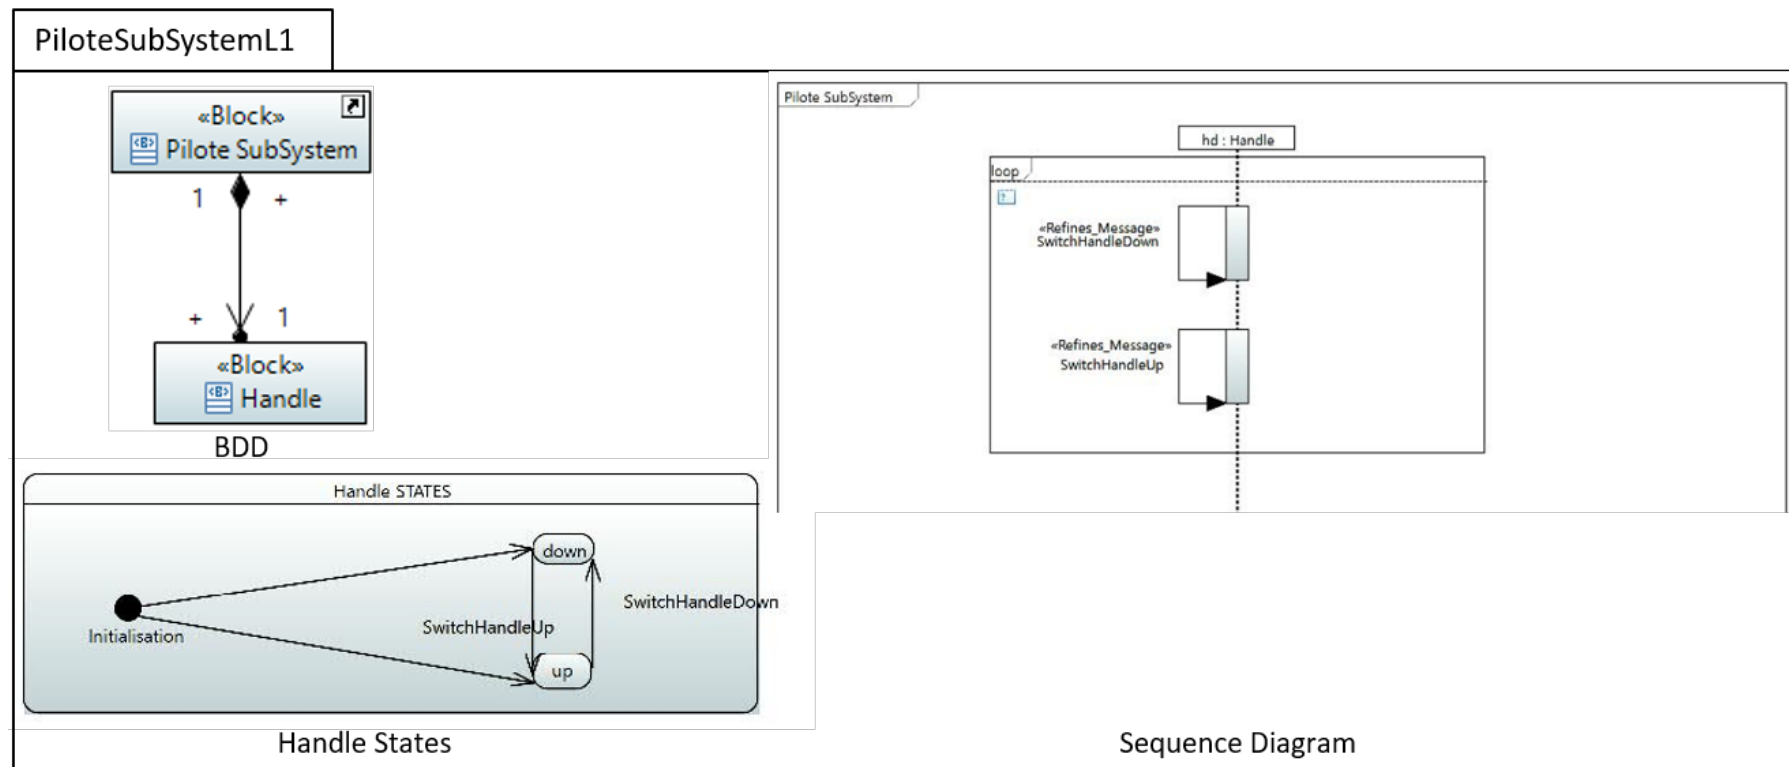 PiloteSubSystemL1
«Block»
<B> Pilote SubSystem
1 +
+ 1
«Block»
<B> Handle
BDD
Pilote SubSystem
hd : Handle
loop
?
«Refines_Message»
SwitchHandleDown
«Refines_Message»
SwitchHandleUp
Handle STATES
down
SwitchHandleDown
Initialisation
SwitchHandleUp
up
Handle States
Sequence Diagram